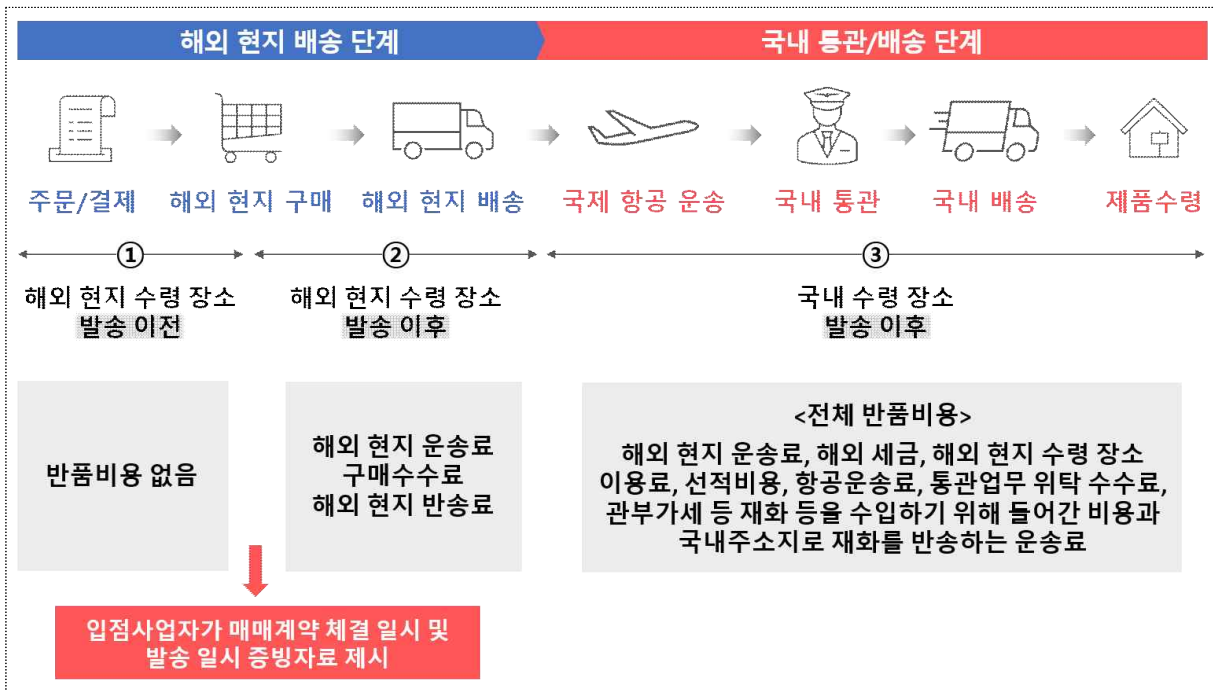 해외 현지 배송 단계
국내 통관/배송 단계
주문/결제
해외 현지 구매
해외 현지 배송
국제 항공 운송
국내 통관
국내 배송
제품수령
①
②
③
해외 현지 수령 장소
발송 이전
해외 현지 수령 장소
발송 이후
국내 수령 장소
발송 이후
반품비용 없음
해외 현지 운송료
구매수수료
해외 현지 반송료
<전체 반품비용>
해외 현지 운송료, 해외 세금, 해외 현지 수령 장소
이용료, 선적비용, 항공운송료, 통관업무 위탁 수수료,
관부가세 등 재화 등을 수입하기 위해 들어간 비용과
국내주소지로 재화를 반송하는 운송료
입점사업자가 매매계약 체결 일시 및
발송 일시 증빙자료 제시